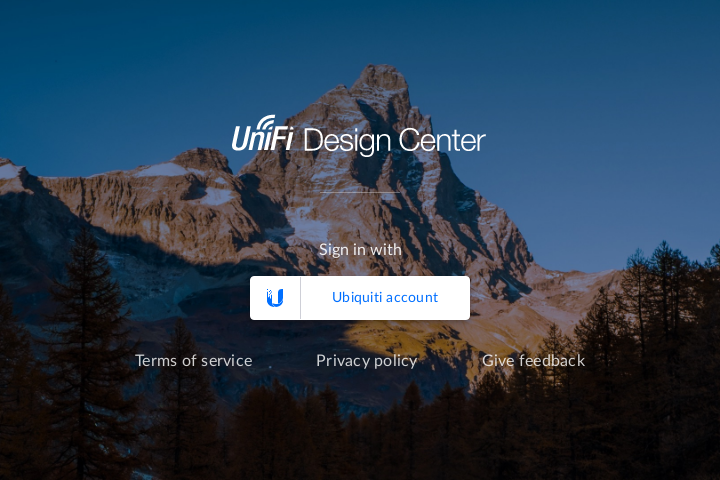 UniFi Design Center
Sign in with
Ubiquiti account
Terms of service Privacy policy Give feedback